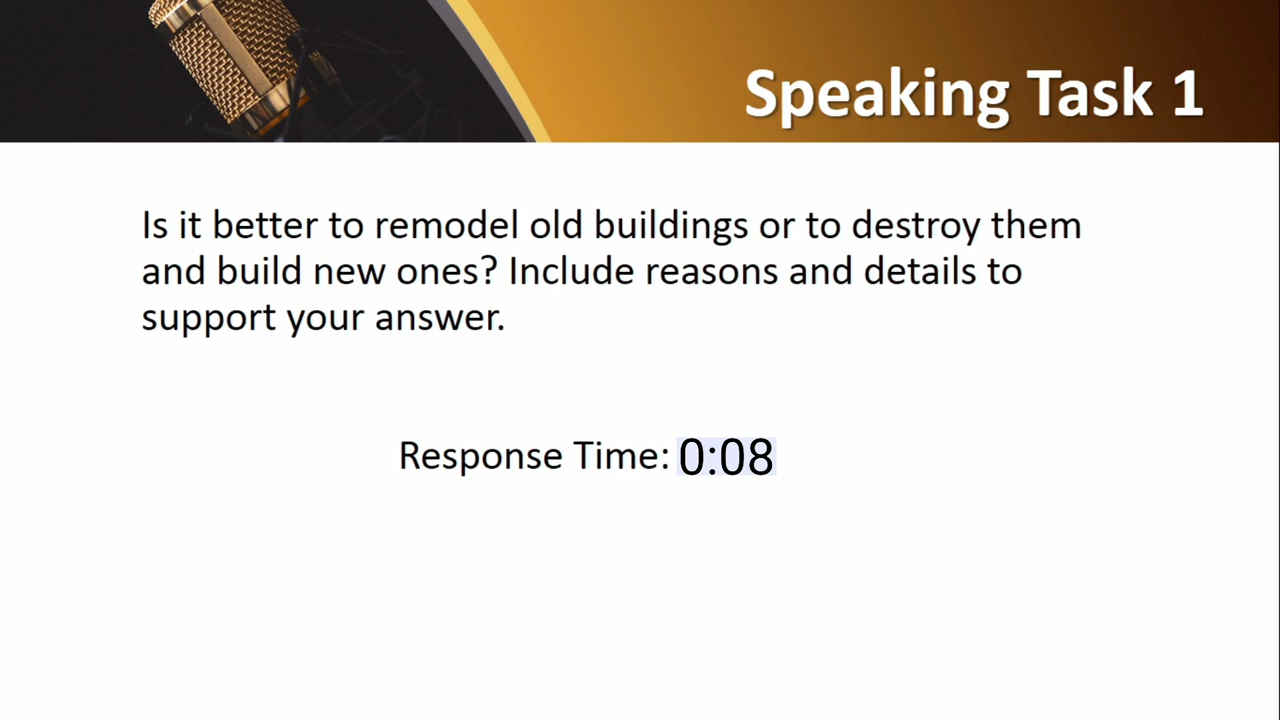 Speaking Task 1
Is it better to remodel old buildings or to destroy them
and build new ones? Include reasons and details to
support your answer.
Response Time: 0:08